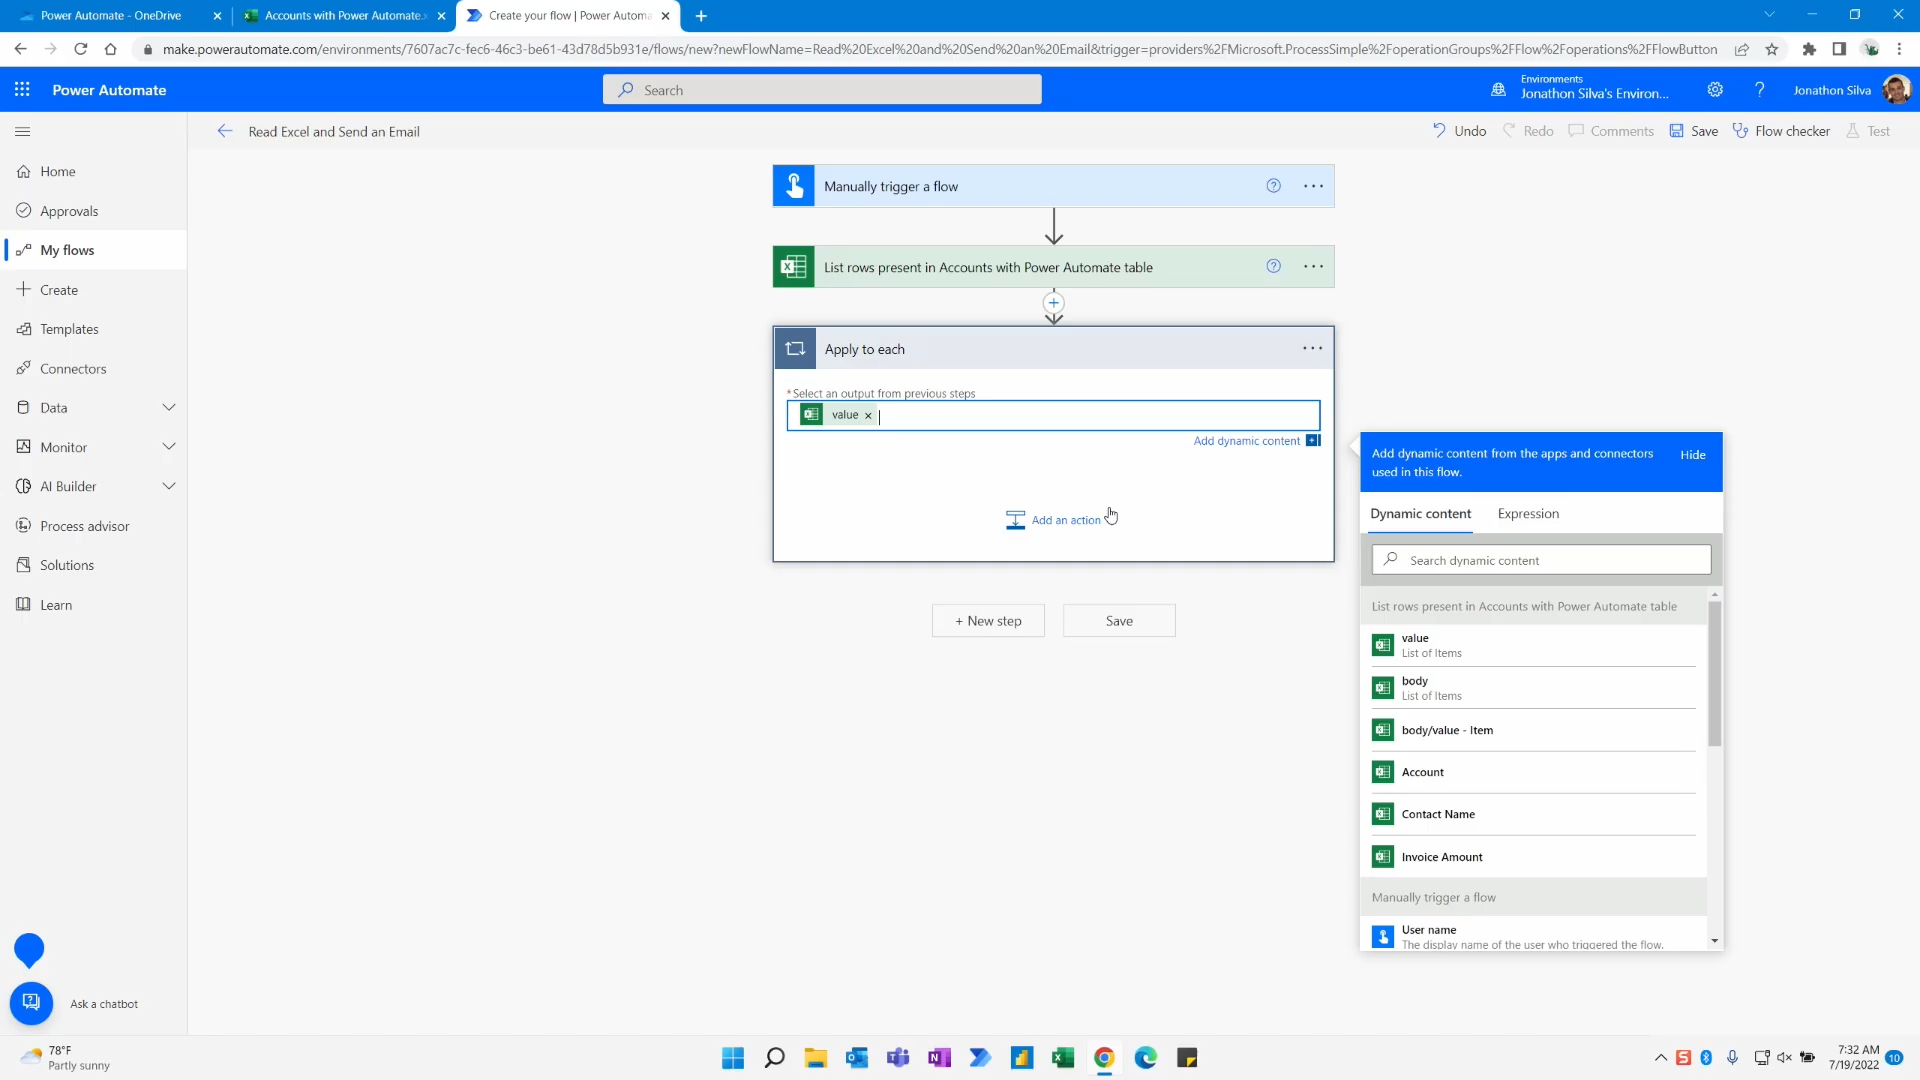 Power Automate - OneDrive
Accounts with Power Automate.x
Create your flow | Power Automa
make.powerautomate.com/environments/7607ac7c-fec6-46c3-be61-43d78d5b931e/flows/new?newFlowName=Read%20Excel%20and%20Send%20an%20Email&trigger=providers%2FMicrosoft.ProcessSimple%2FoperationGroups%2FFlow%2Foperations%2FFlowButton
Power Automate
Search
Environments
Jonathon Silva's Environ...
Jonathon Silva
Read Excel and Send an Email
Undo
Redo
Comments
Save
Flow checker
Test
Home
Approvals
My flows
Create
Templates
Connectors
Data
Monitor
AI Builder
Process advisor
Solutions
Learn
Ask a chatbot
Manually trigger a flow
List rows present in Accounts with Power Automate table
Apply to each
*Select an output from previous steps
value
Add dynamic content
Add an action
+ New step
Save
Add dynamic content from the apps and connectors
used in this flow.
Hide
Dynamic content
Expression
Search dynamic content
List rows present in Accounts with Power Automate table
value
List of Items
body
List of Items
body/value - Item
Account
Contact Name
Invoice Amount
Manually trigger a flow
User name
The display name of the user who triggered the flow.
78°F
Partly sunny
7:32 AM
7/19/2022
10